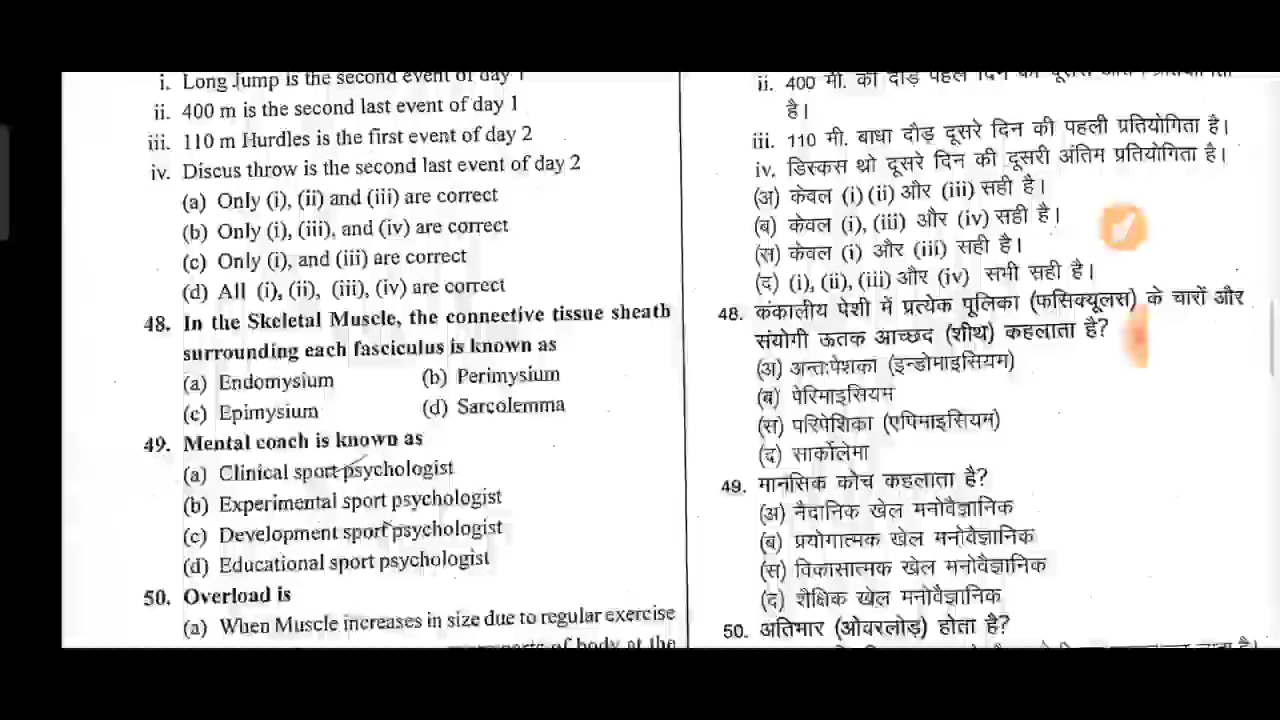 i. Long Jump is the second event of day 1
ii. 400 m is the second last event of day 1
iii. 110 m Hurdles is the first event of day 2
iv. Discus throw is the second last event of day 2
(a) Only (i), (ii) and (iii) are correct
(b) Only (i), (iii), and (iv) are correct
(c) Only (i), and (iii) are correct
(d) All (i), (ii), (iii), (iv) are correct
48. In the Skeletal Muscle, the connective tissue sheath
surrounding each fasciculus is known as
(a) Endomysium (b) Perimysium
(c) Epimysium (d) Sarcolemma
49. Mental coach is known as
(a) Clinical sport psychologist
(b) Experimental sport psychologist
(c) Development sport psychologist
(d) Educational sport psychologist
50. Overload is
(a) When Muscle increases in size due to regular exercise
of body at the
ii. 400 मी. की दौड़ पहले दिन
है।
iii. 110 मी. बाधा दौड़ दूसरे दिन की पहली प्रतियोगिता है।
iv. डिस्कस थ्रो दूसरे दिन की दूसरी अंतिम प्रतियोगिता है।
(अ) केवल (i) (ii) और (iii) सही है।
(ब) केवल (i), (iii) और (iv) सही है।
(स) केवल (i) और (iii) सही है।
(द) (i), (ii), (iii) और (iv) सभी सही है।
48. कंकालीय पेशी में प्रत्येक पूलिका (फसिक्यूलस) के चारों और
संयोगी ऊतक आच्छद (शीथ) कहलाता है?
(अ) अन्तःपेशका (इन्डोमाइसियम)
(ब) पेरिमाइसियम
(स) परिपेशिका (एपिमाइसियम)
(द) सार्कोलेमा
49. मानसिक कोच कहलाता है?
(अ) नैदानिक खेल मनोवैज्ञानिक
(ब) प्रयोगात्मक खेल मनोवैज्ञानिक
(स) विकासात्मक खेल मनोवैज्ञानिक
(द) शैक्षिक खेल मनोवैज्ञानिक
50. अतिभार (ओवरलोड) होता है?